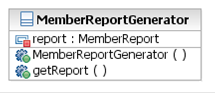 MemberReportGenerator
report : MemberReport
MemberReportGenerator ( )
getReport ( )